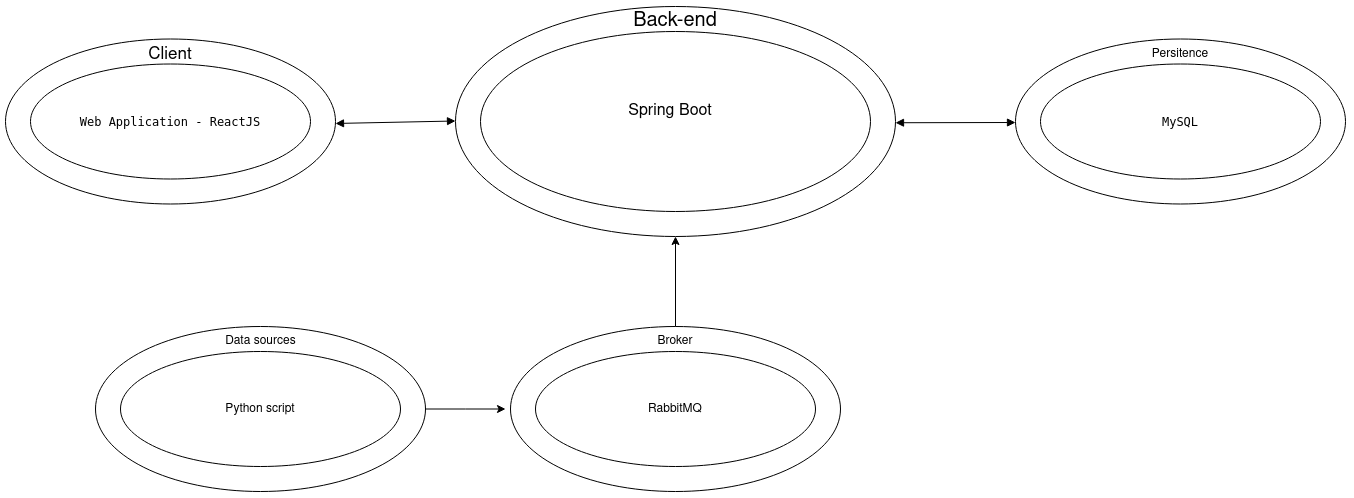 Back-end
Client
Persitence
Spring Boot
Web Application - ReactJS
MySQL
Data sources
Broker
Python script
RabbitMQ